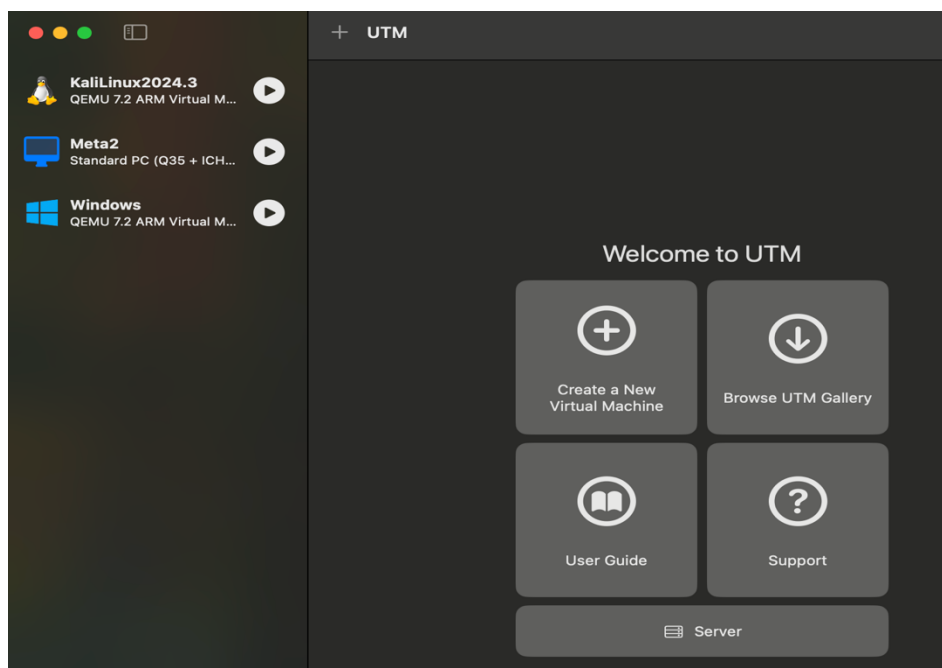 UTM
KaliLinux2024.3
QEMU 7.2 ARM Virtual M...
Meta2
Standard PC (Q35 + ICH...
Windows
QEMU 7.2 ARM Virtual M...
Welcome to UTM
Create a New
Virtual Machine
Browse UTM Gallery
User Guide
Support
Server